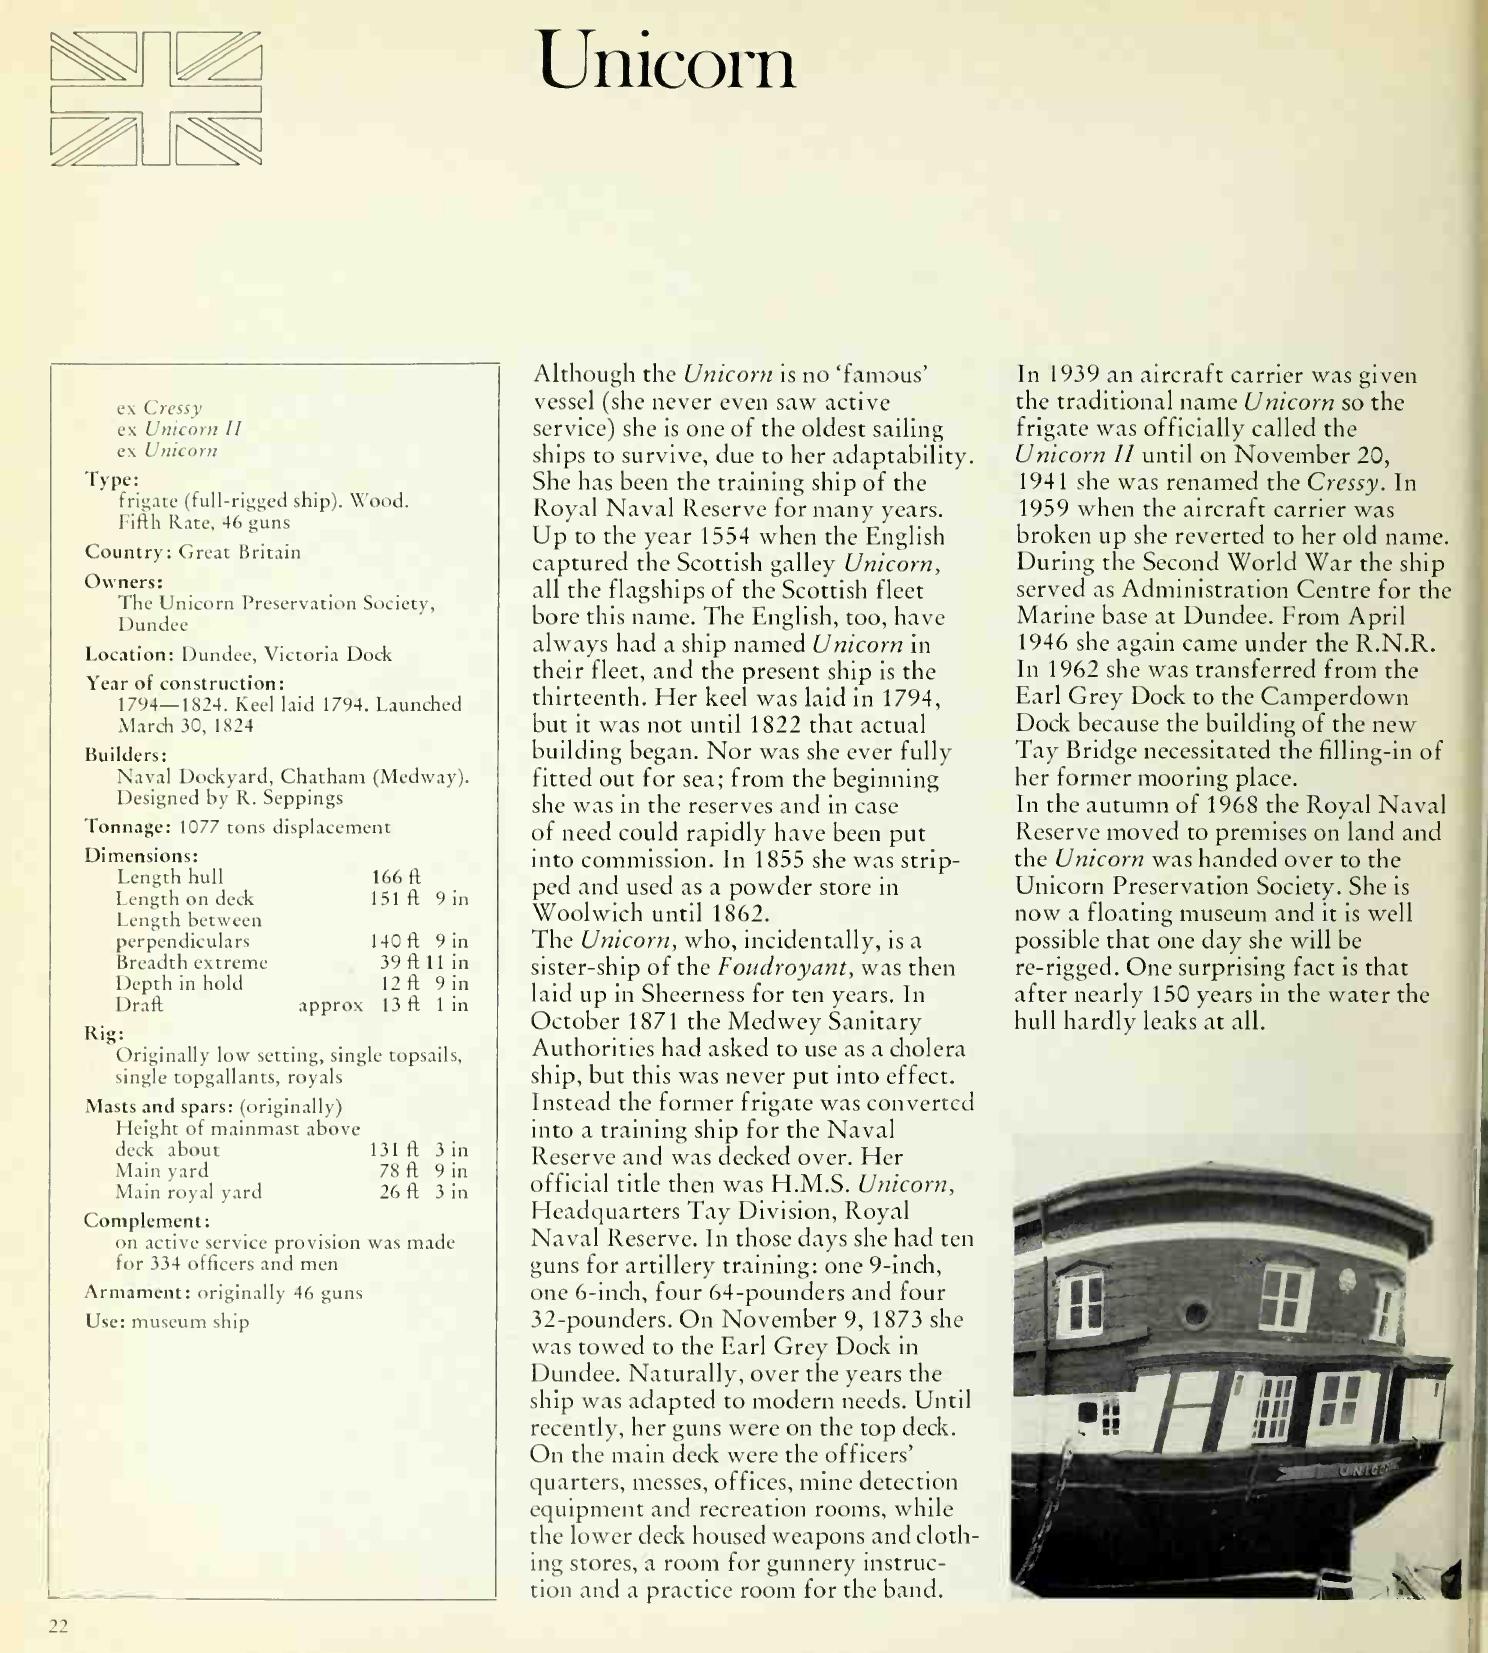 Unicorn
ex Cressy
ex Unicorn II
ex Unicorn
Type:
frigate (full-rigged ship). Wood.
Fifth Rate, 46 guns
Country: Great Britain
Owners:
The Unicorn Preservation Society,
Dundee
Location: Dundee, Victoria Dock
Year of construction:
1794—1824. Keel laid 1794. Launched
March 30, 1824
Builders:
Naval Dockyard, Chatham (Medway).
Designed by R. Seppings
Tonnage: 1077 tons displacement
Dimensions:
Length hull 166 ft
Length on deck 151 ft 9 in
Length between
perpendiculars 140 ft 9 in
Breadth extreme 39 ft 11 in
Depth in hold 12 ft 9 in
Draft approx 13 ft 1 in
Rig:
Originally low setting, single topsails,
single topgallants, royals
Masts and spars: (originally)
Height of mainmast above
deck about 131 ft 3 in
Main yard 78 ft 9 in
Main royal yard 26 ft 3 in
Complement:
on active service provision was made
for 334 officers and men
Armament: originally 46 guns
Use: museum ship
Although the Unicorn is no ‘famous’
vessel (she never even saw active
service) she is one of the oldest sailing
ships to survive, due to her adaptability.
She has been the training ship of the
Royal Naval Reserve for many years.
Up to the year 1554 when the English
captured the Scottish galley Unicorn,
all the flagships of the Scottish fleet
bore this name. The English, too, have
always had a ship named Unicorn in
their fleet, and the present ship is the
thirteenth. Her keel was laid in 1794,
but it was not until 1822 that actual
building began. Nor was she ever fully
fitted out for sea; from the beginning
she was in the reserves and in case
of need could rapidly have been put
into commission. In 1855 she was strip-
ped and used as a powder store in
Woolwich until 1862.
The Unicorn, who, incidentally, is a
sister-ship of the Foudroyant, was then
laid up in Sheerness for ten years. In
October 1871 the Medwey Sanitary
Authorities had asked to use as a cholera
ship, but this was never put into effect.
Instead the former frigate was converted
into a training ship for the Naval
Reserve and was decked over. Her
official title then was H.M.S. Unicorn,
Headquarters Tay Division, Royal
Naval Reserve. In those days she had ten
guns for artillery training: one 9-inch,
one 6-inch, four 64-pounders and four
32-pounders. On November 9, 1873 she
was towed to the Earl Grey Dock in
Dundee. Naturally, over the years the
ship was adapted to modern needs. Until
recently, her guns were on the top deck.
On the main deck were the officers’
quarters, messes, offices, mine detection
equipment and recreation rooms, while
the lower deck housed weapons and cloth-
ing stores, a room for gunnery instruc-
tion and a practice room for the band.
In 1939 an aircraft carrier was given
the traditional name Unicorn so the
frigate was officially called the
Unicorn II until on November 20,
1941 she was renamed the Cressy. In
1959 when the aircraft carrier was
broken up she reverted to her old name.
During the Second World War the ship
served as Administration Centre for the
Marine base at Dundee. From April
1946 she again came under the R.N.R.
In 1962 she was transferred from the
Earl Grey Dock to the Camperdown
Dock because the building of the new
Tay Bridge necessitated the filling-in of
her former mooring place.
In the autumn of 1968 the Royal Naval
Reserve moved to premises on land and
the Unicorn was handed over to the
Unicorn Preservation Society. She is
now a floating museum and it is well
possible that one day she will be
re-rigged. One surprising fact is that
after nearly 150 years in the water the
hull hardly leaks at all.
22